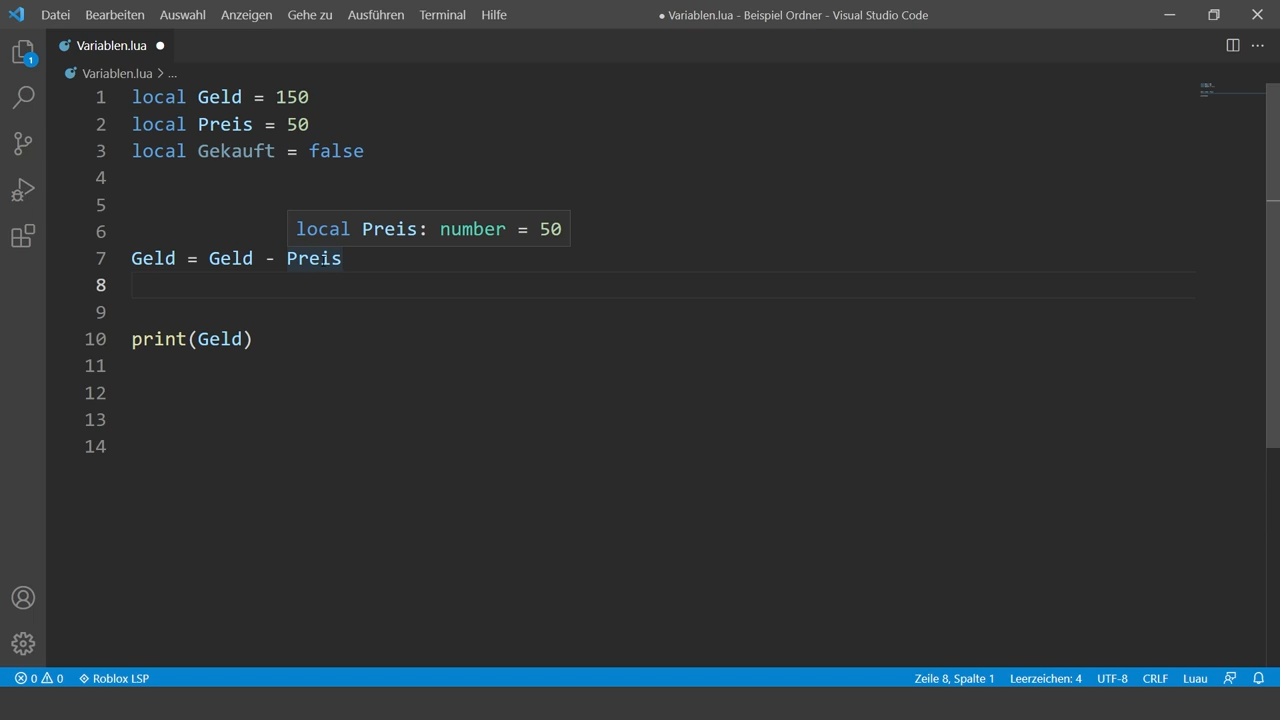 Datei Bearbeiten Auswahl Anzeigen Gehe zu Ausführen Terminal Hilfe ● Variablen.lua - Beispiel Ordner - Visual Studio Code
Variablen.lua ●
1
Variablen.lua > ...
1 local Geld = 150
2 local Preis = 50
3 local Gekauft = false
4
5
6
local Preis: number = 50
7 Geld = Geld - Preis
8
9
10 print(Geld)
11
12
13
14
0 0 Roblox LSP Zeile 8, Spalte 1 Leerzeichen: 4 UTF-8 CRLF Luau